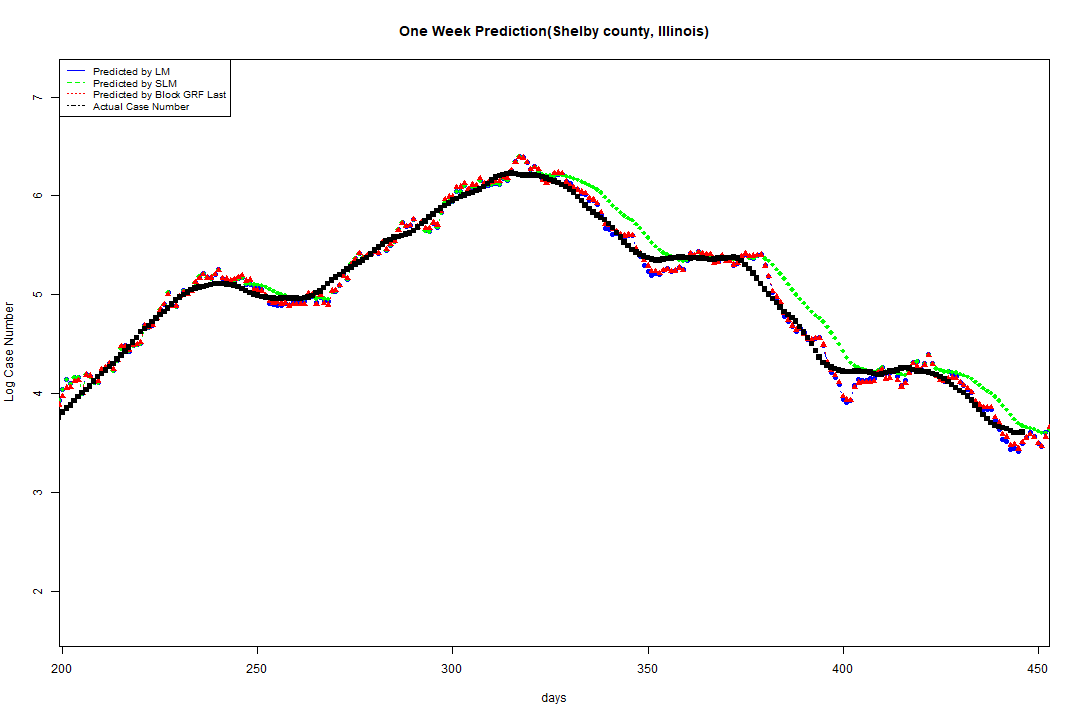 One Week Prediction(Shelby county, Illinois)
Predicted by LM
Predicted by SLM
Predicted by Block GRF Last
Actual Case Number
Log Case Number
7
6
5
4
3
2
200 250 300 350 400 450
days